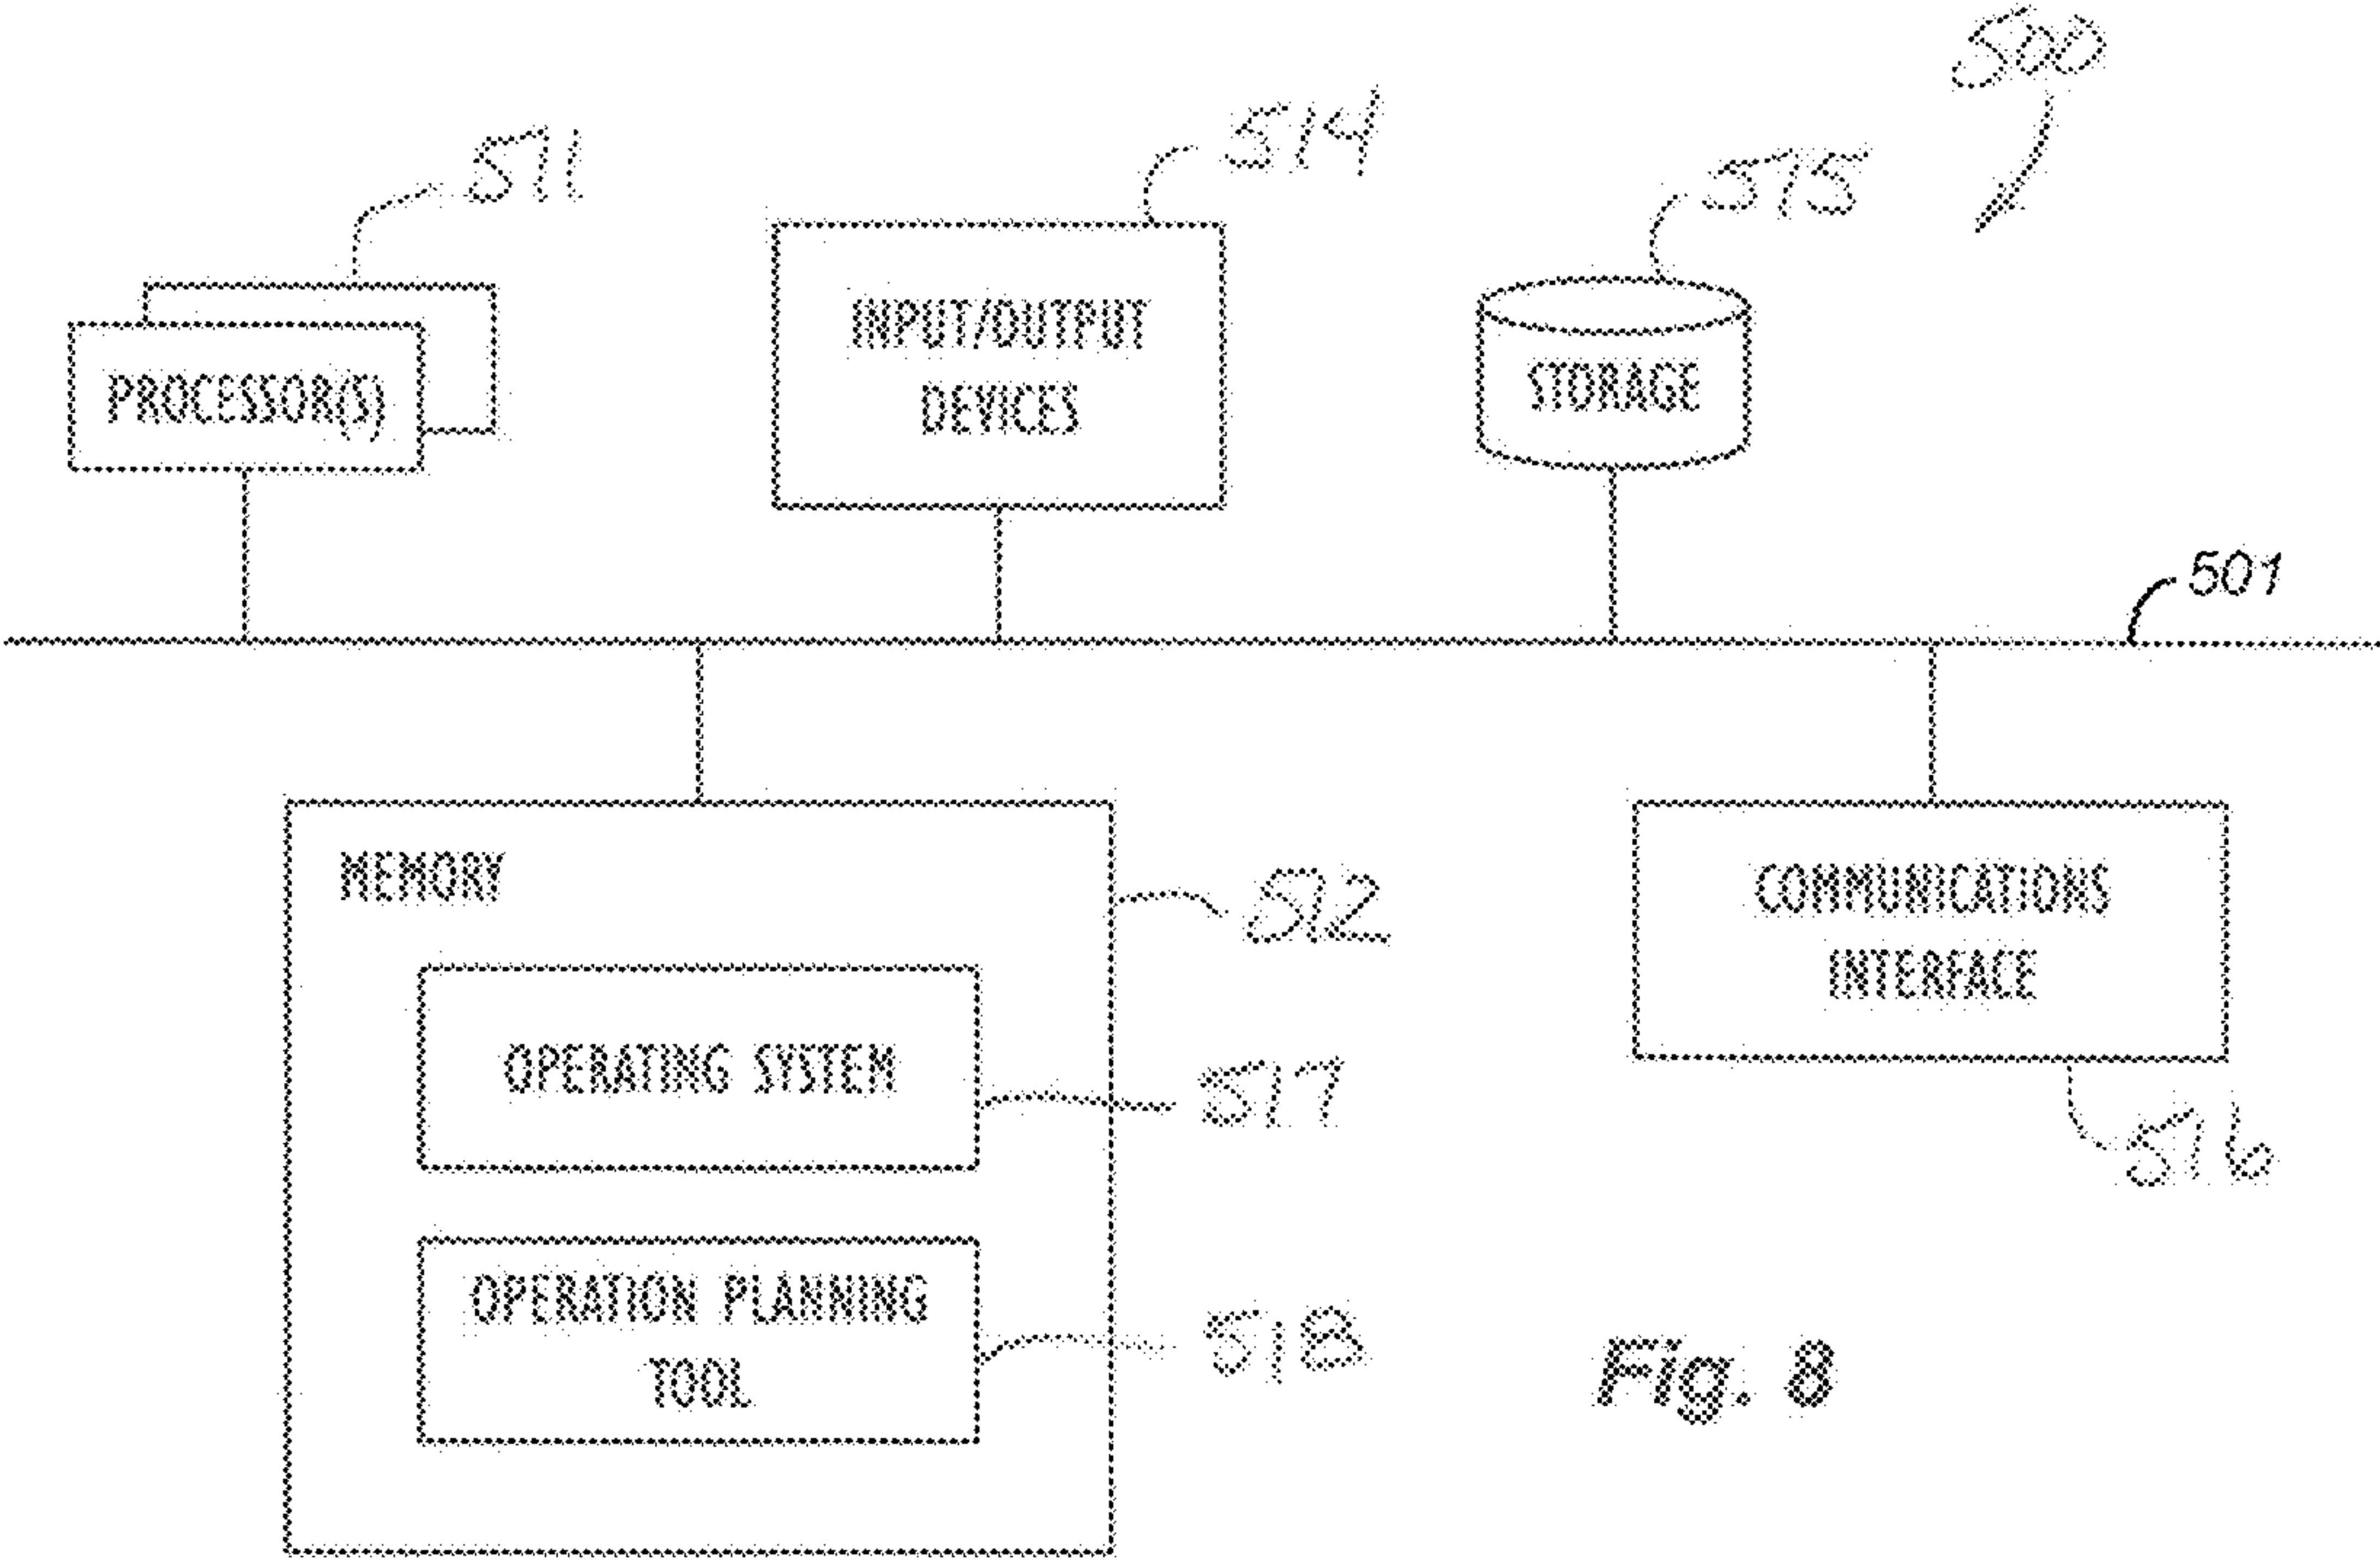 500
514
511
515
INPUT/OUTPUT
DEVICES
PROCESSOR(S)
STORAGE
501
MEMORY
512
COMMUNICATIONS
INTERFACE
OPERATING SYSTEM
517
516
OPERATION PLANNING
TOOL
518
Fig. 8